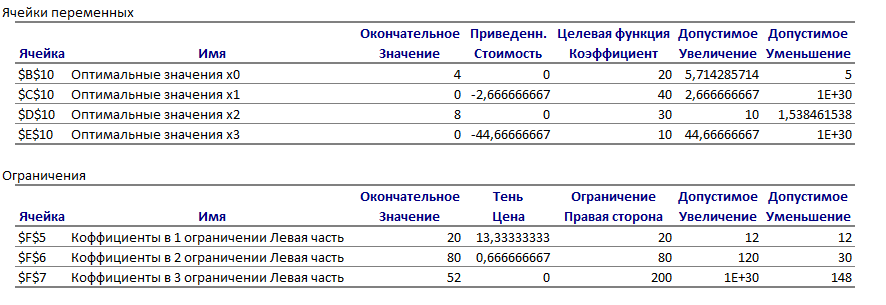 Ячейки переменных
Окончательное Приведенн. Целевая функция Допустимое Допустимое
Ячейка Имя Значение Стоимость Коэффициент Увеличение Уменьшение
$B$10 Оптимальные значения x0 4 0 20 5,714285714 5
$C$10 Оптимальные значения x1 0 -2,666666667 40 2,666666667 1E+30
$D$10 Оптимальные значения x2 8 0 30 10 1,538461538
$E$10 Оптимальные значения x3 0 -44,66666667 10 44,66666667 1E+30
Ограничения
Окончательное Тень Ограничение Допустимое Допустимое
Ячейка Имя Значение Цена Правая сторона Увеличение Уменьшение
$F$5 Коффициенты в 1 ограничении Левая часть 20 13,33333333 20 12 12
$F$6 Коффициенты в 2 ограничении Левая часть 80 0,666666667 80 120 30
$F$7 Коффициенты в 3 ограничении Левая часть 52 0 200 1E+30 148